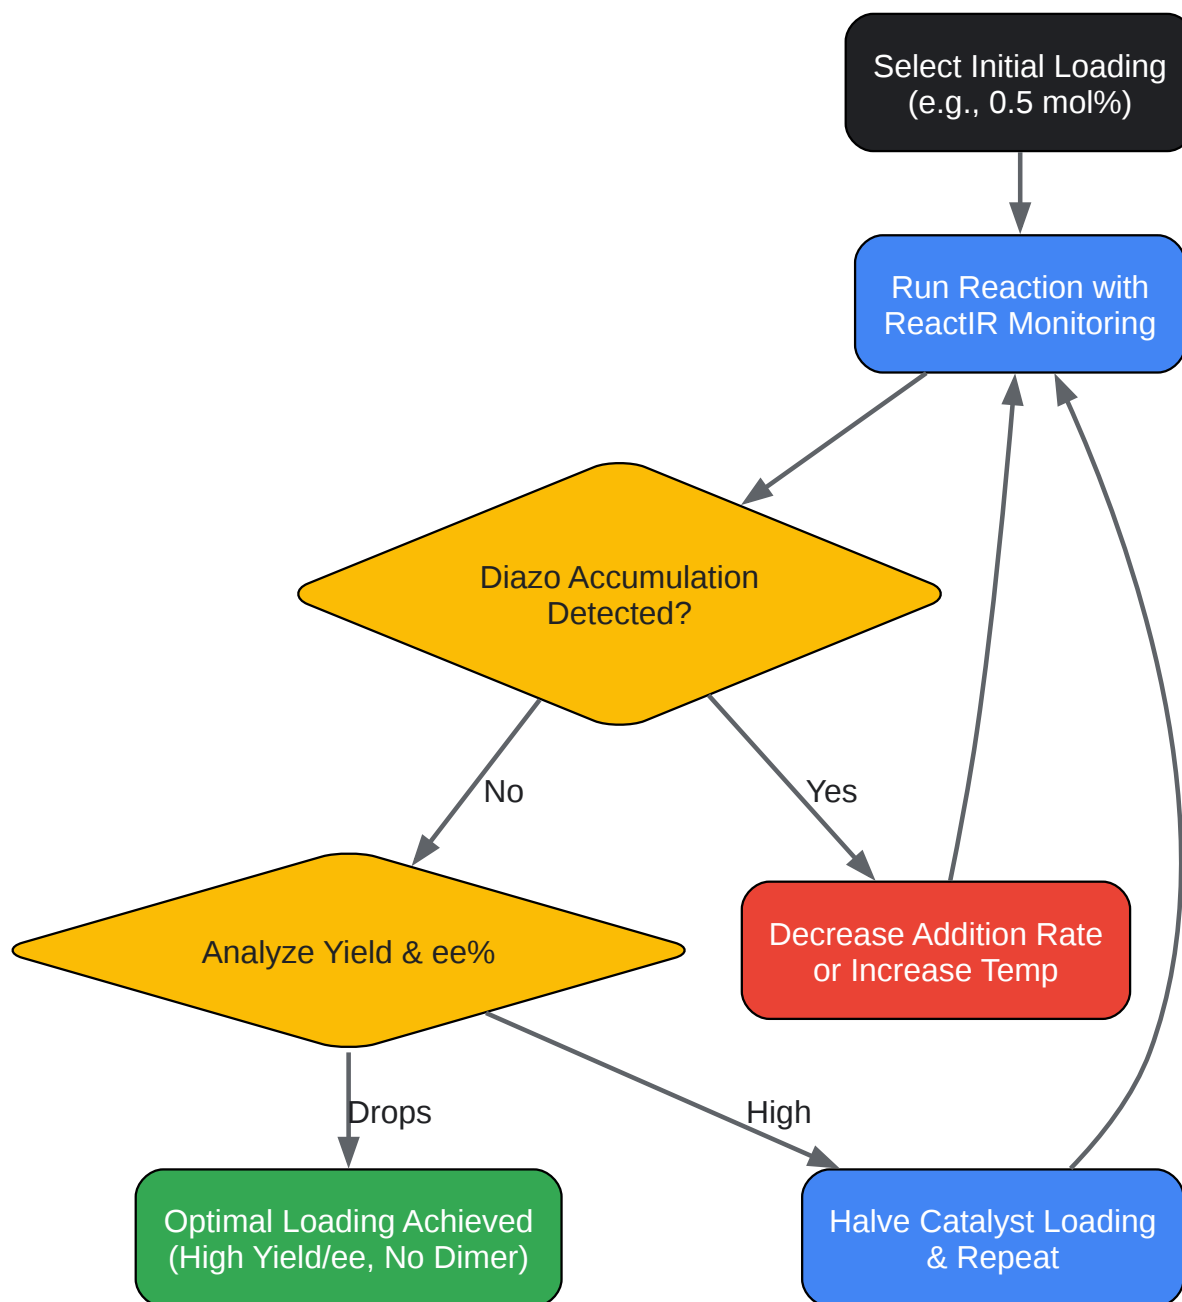 Select Initial Loading
(e.g., 0.5 mol%)
Run Reaction with
ReactIR Monitoring
Diazo Accumulation
Detected?
No
Yes
Analyze Yield & ee%
Decrease Addition Rate
or Increase Temp
Drops
High
Optimal Loading Achieved
(High Yield/ee, No Dimer)
Halve Catalyst Loading
& Repeat